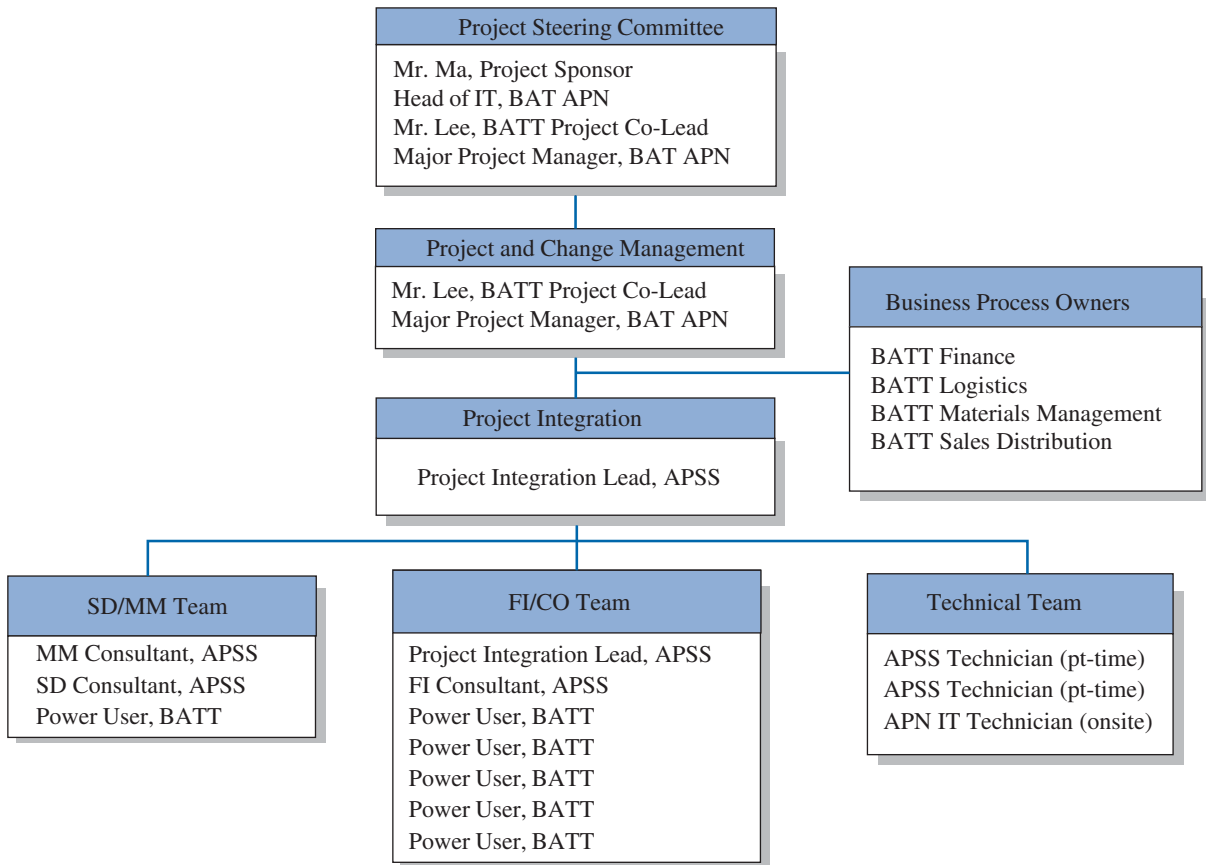 Project Steering Committee
Mr. Ma, Project Sponsor
Head of IT, BAT APN
Mr. Lee, BATT Project Co-Lead
Major Project Manager, BAT APN
Project and Change Management
Mr. Lee, BATT Project Co-Lead
Major Project Manager, BAT APN
Business Process Owners
BATT Finance
BATT Logistics
BATT Materials Management
BATT Sales Distribution
Project Integration
Project Integration Lead, APSS
SD/MM Team
MM Consultant, APSS
SD Consultant, APSS
Power User, BATT
FI/CO Team
Project Integration Lead, APSS
FI Consultant, APSS
Power User, BATT
Power User, BATT
Power User, BATT
Power User, BATT
Power User, BATT
Technical Team
APSS Technician (pt-time)
APSS Technician (pt-time)
APN IT Technician (onsite)